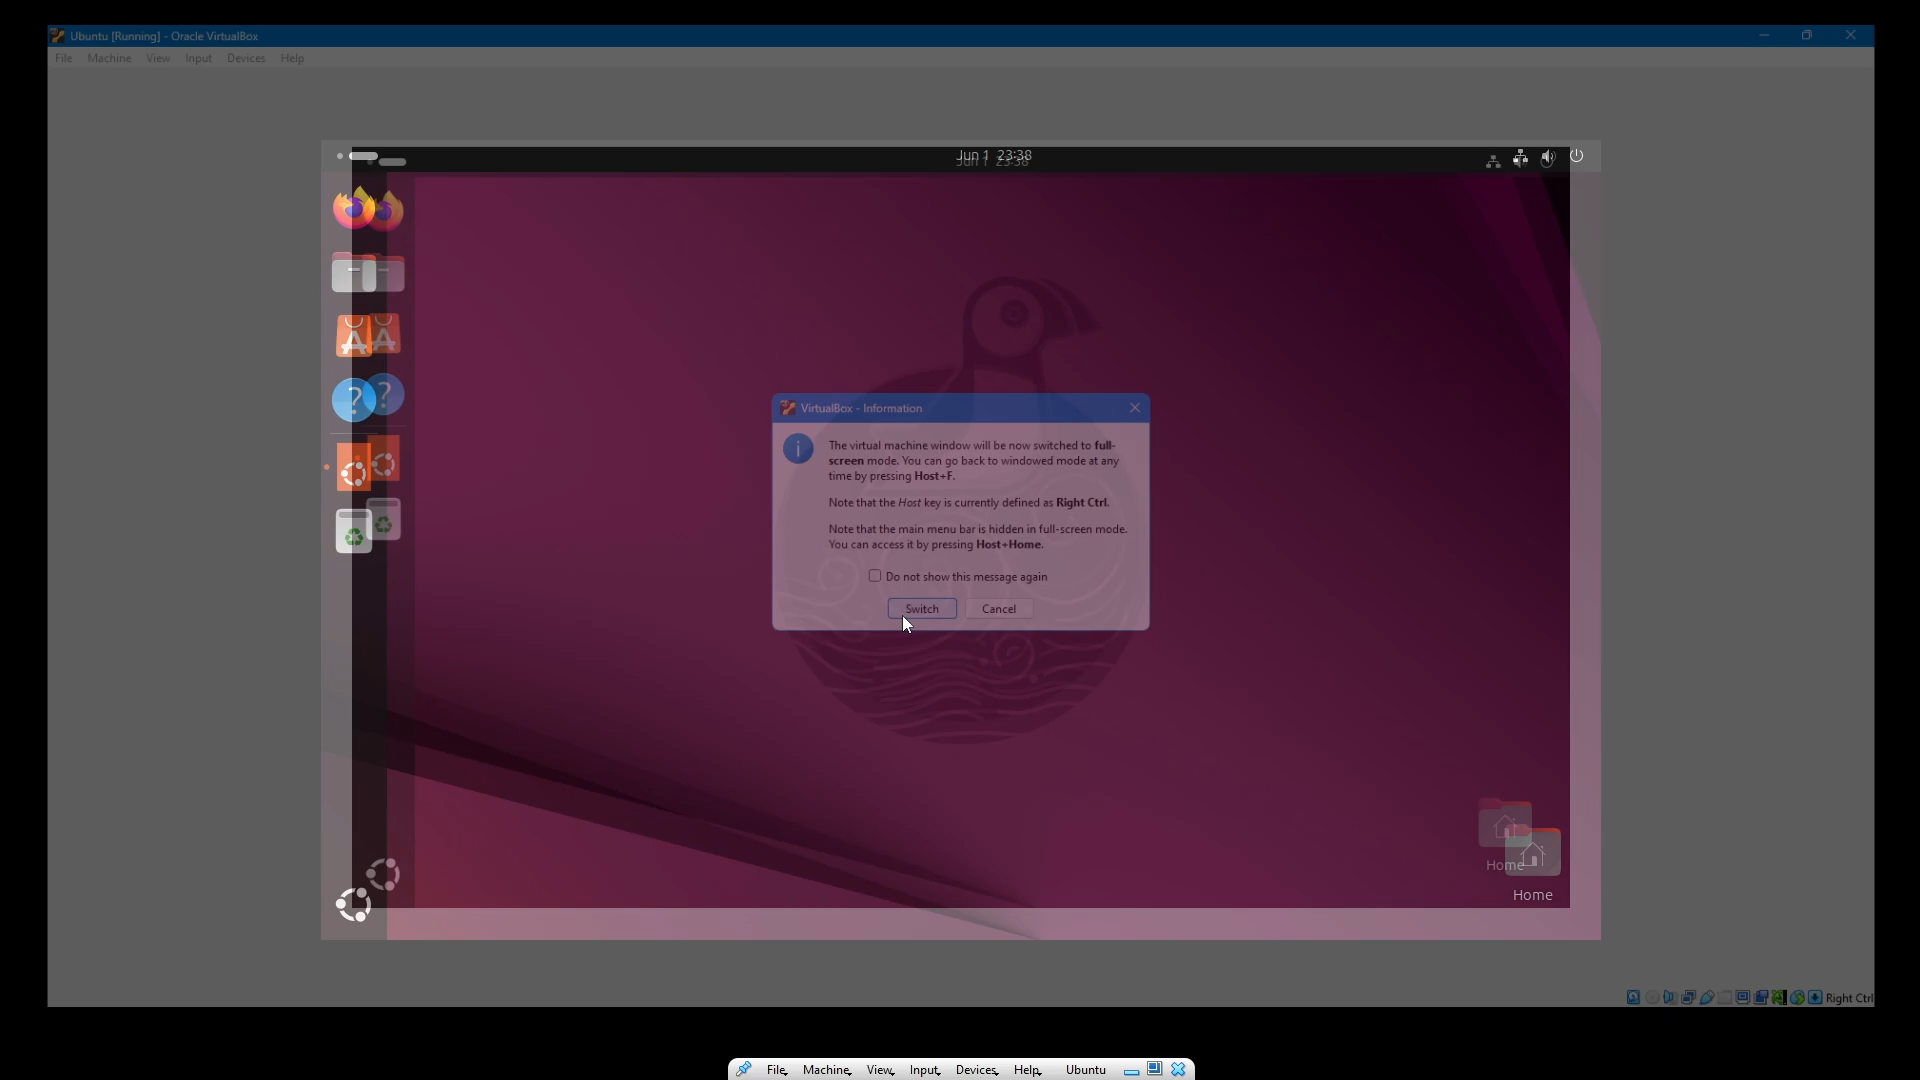 Ubuntu [Running] - Oracle VirtualBox
File Machine View Input Devices Help
Jun 1 23:38
Jun 1 23:38
VirtualBox - Information
The virtual machine window will be now switched to full-
screen mode. You can go back to windowed mode at any
time by pressing Host+F.
Note that the Host key is currently defined as Right Ctrl.
Note that the main menu bar is hidden in full-screen mode.
You can access it by pressing Host+Home.
Do not show this message again
Switch Cancel
Home
Home
Right Ctrl
File Machine View Input Devices Help Ubuntu